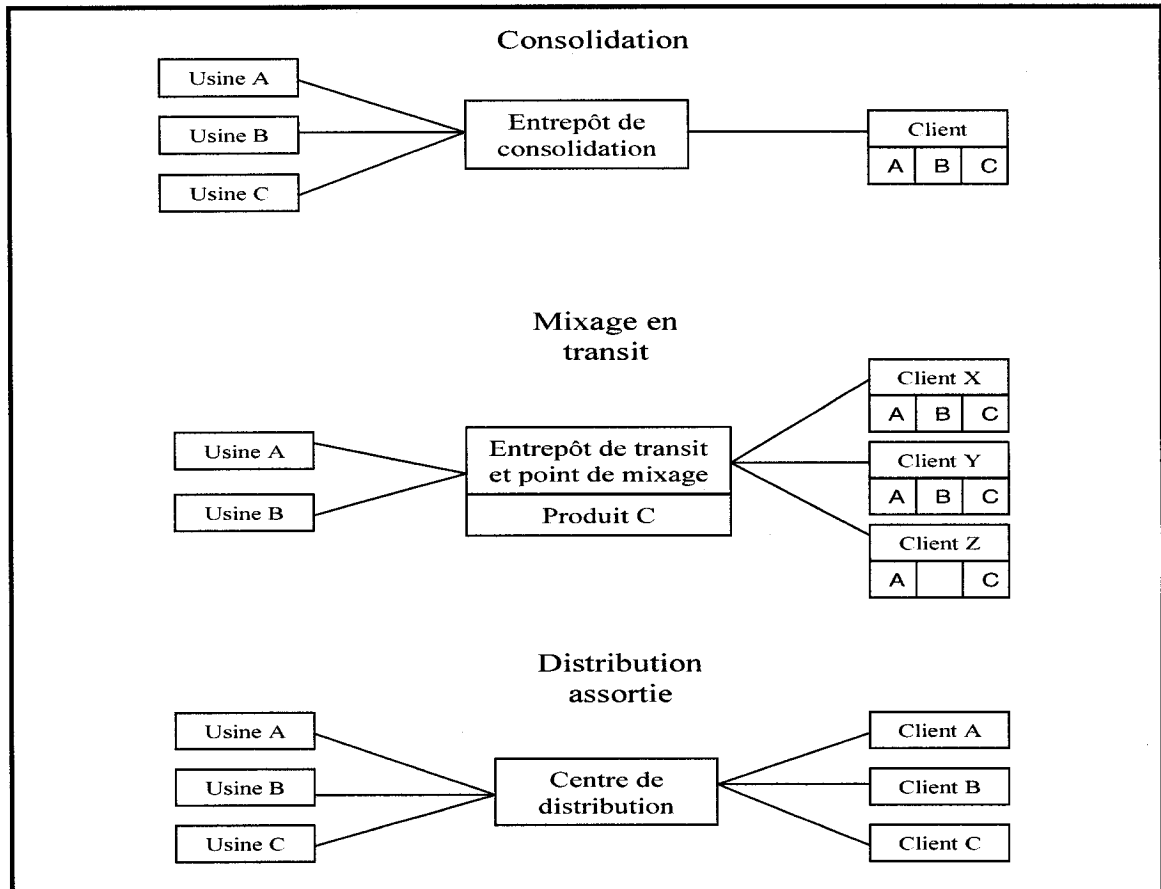 Consolidation
Usine A
Usine B
Usine C
Entrepôt de
consolidation
Client
A B C
Mixage en
transit
Usine A
Usine B
Entrepôt de transit
et point de mixage
Produit C
Client X
A B C
Client Y
A B C
Client Z
A C
Distribution
assortie
Usine A
Usine B
Usine C
Centre de
distribution
Client A
Client B
Client C